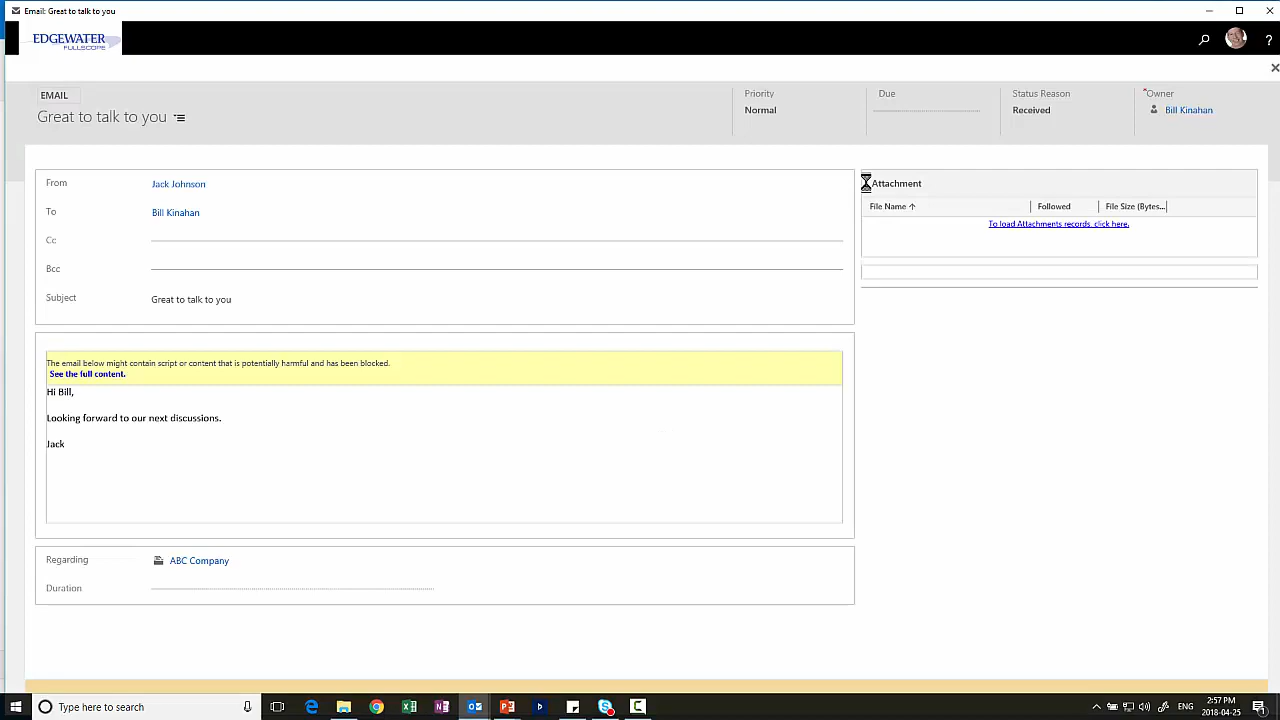 Email: Great to talk to you
EDGEWATER
FULLSCOPE
?
EMAIL
Great to talk to you
Priority
Normal
Due
Status Reason
Received
*Owner
Bill Kinahan
From
Jack Johnson
To
Bill Kinahan
Cc
Bcc
Subject
Great to talk to you
Attachment
File Name
Followed
File Size (Bytes...
To load Attachments records, click here.
The email below might contain script or content that is potentially harmful and has been blocked.
See the full content.
Hi Bill,
Looking forward to our next discussions.
Jack
Regarding
ABC Company
Duration
Type here to search
ENG
2:57 PM
2018-04-25